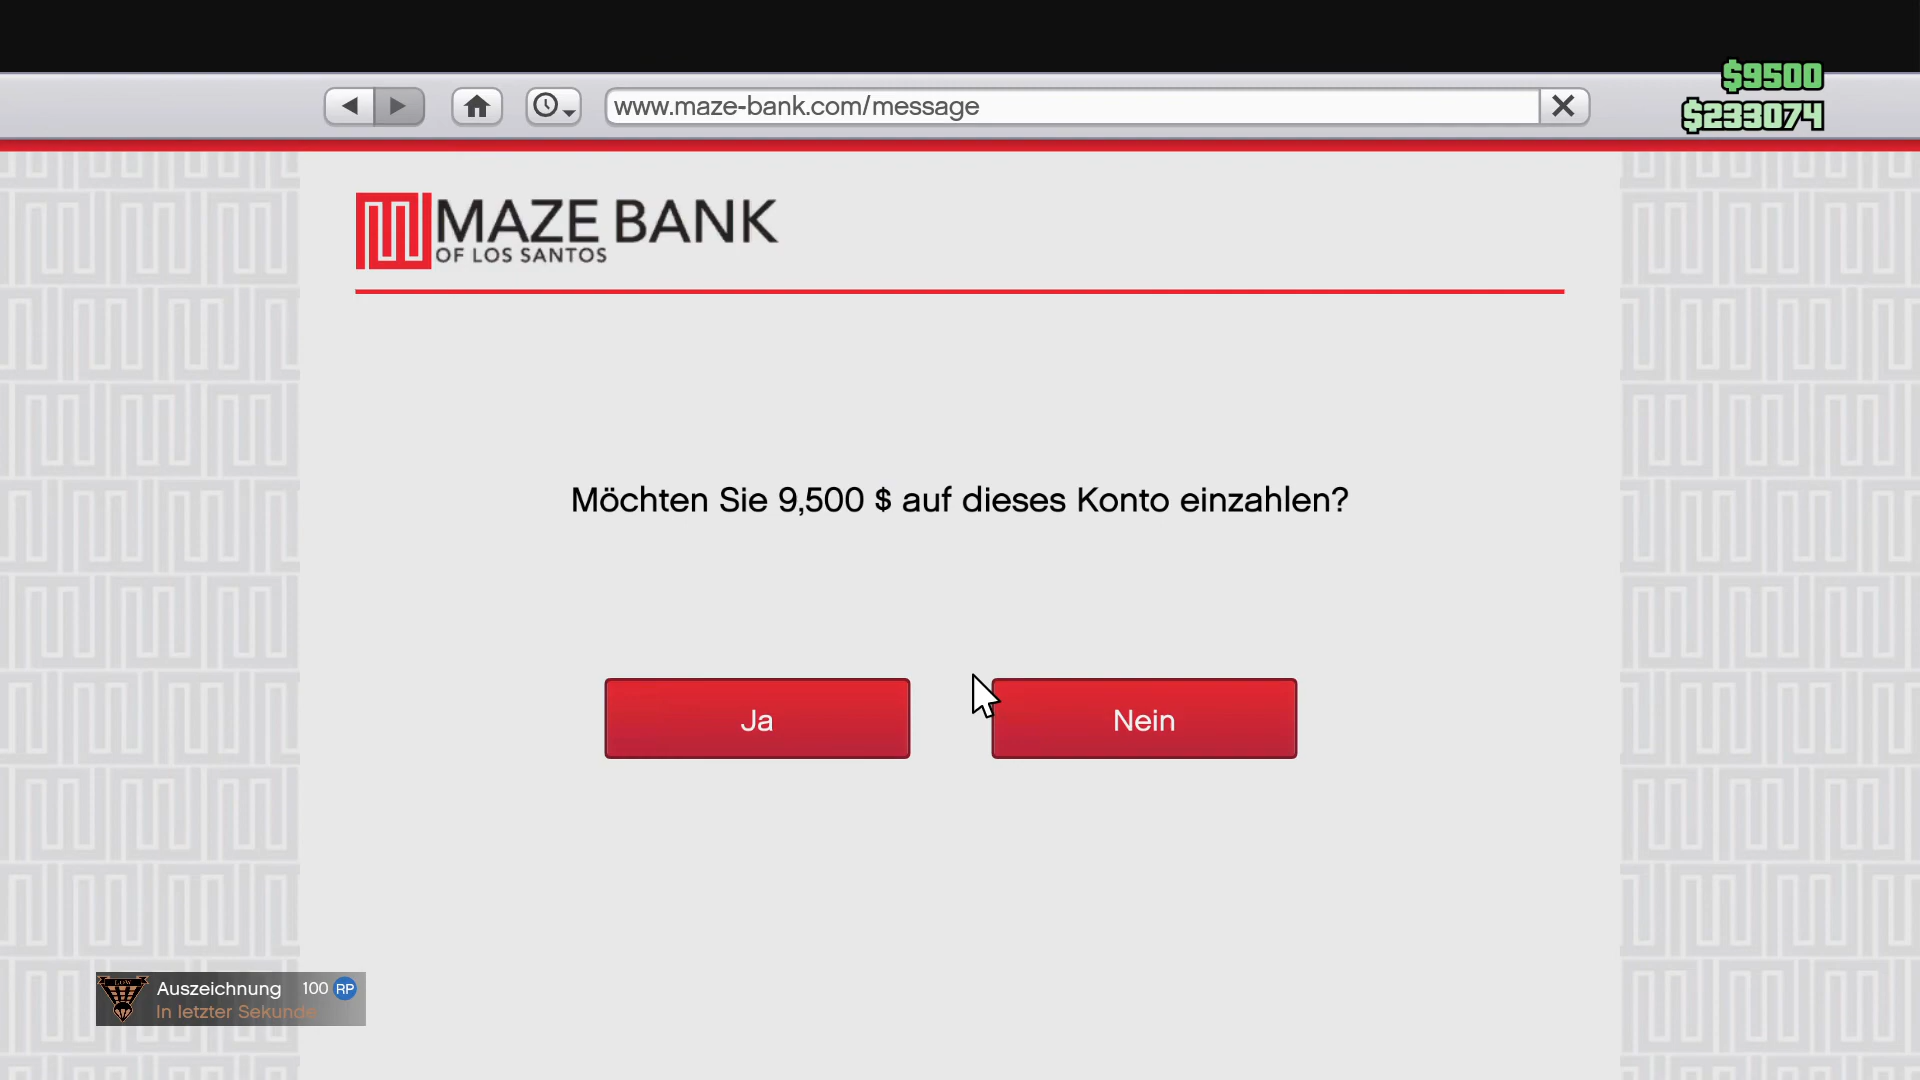 $9500
www.maze-bank.com/message
$233074
MAZE BANK
OF LOS SANTOS
Möchten Sie 9,500 $ auf dieses Konto einzahlen?
Ja
Nein
LOW
Auszeichnung 100 RP
In letzter Sekunde